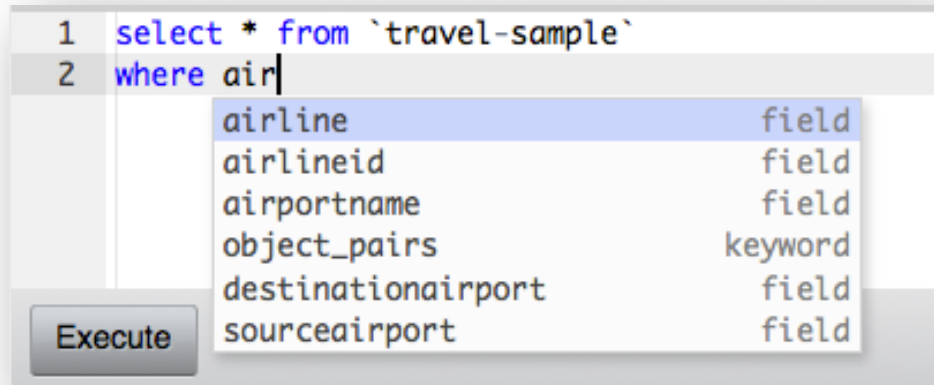 1 select * from `travel-sample`
2 where air
airline field
airlineid field
airportname field
object_pairs keyword
destinationairport field
sourceairport field
Execute